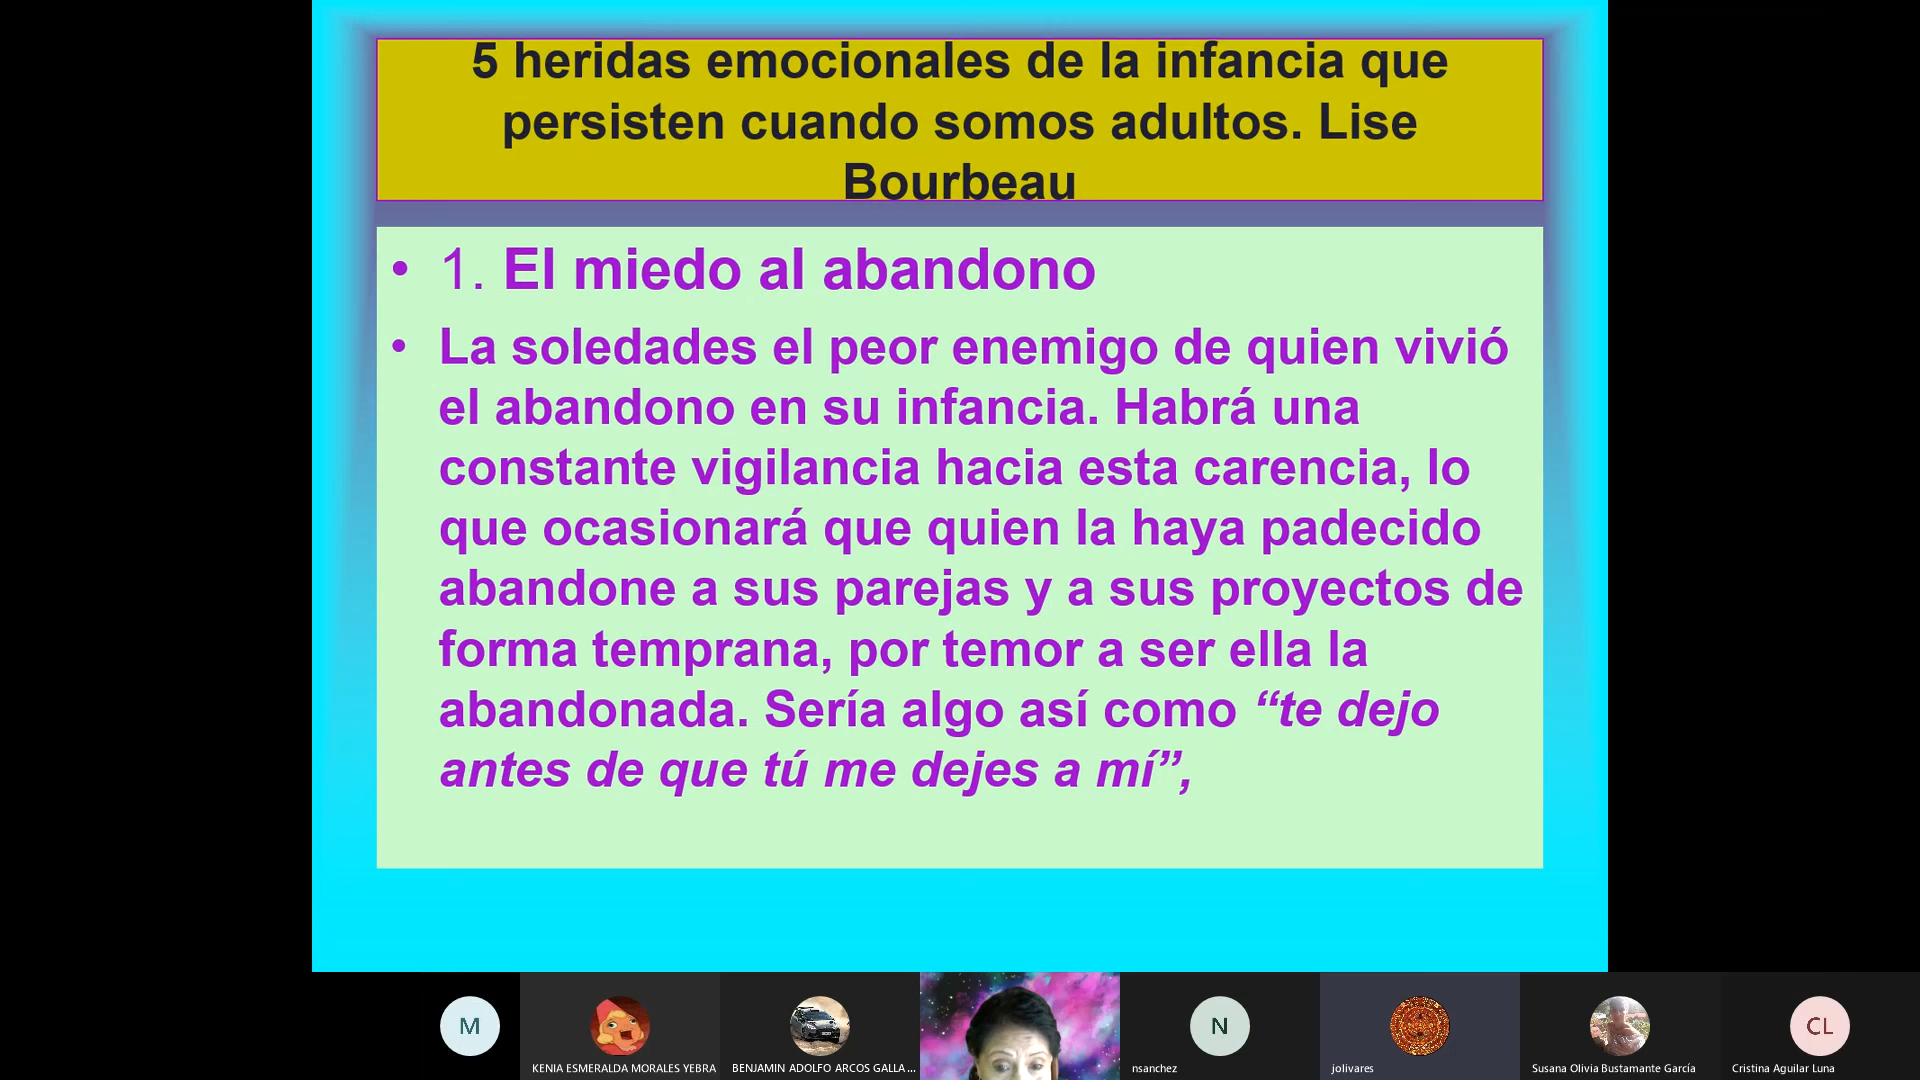 5 heridas emocionales de la infancia que
persisten cuando somos adultos. Lise
Bourbeau
• 1. El miedo al abandono
• La soledades el peor enemigo de quien vivió
el abandono en su infancia. Habrá una
constante vigilancia hacia esta carencia, lo
que ocasionará que quien la haya padecido
abandone a sus parejas y a sus proyectos de
forma temprana, por temor a ser ella la
abandonada. Sería algo así como “te dejo
antes de que tú me dejes a mí”,
M
KENIA ESMERALDA MORALES YEBRA
BENJAMIN ADOLFO ARCOS GALLA...
N
nsanchez
jolivares
Susana Olivia Bustamante García
CL
Cristina Aguilar Luna